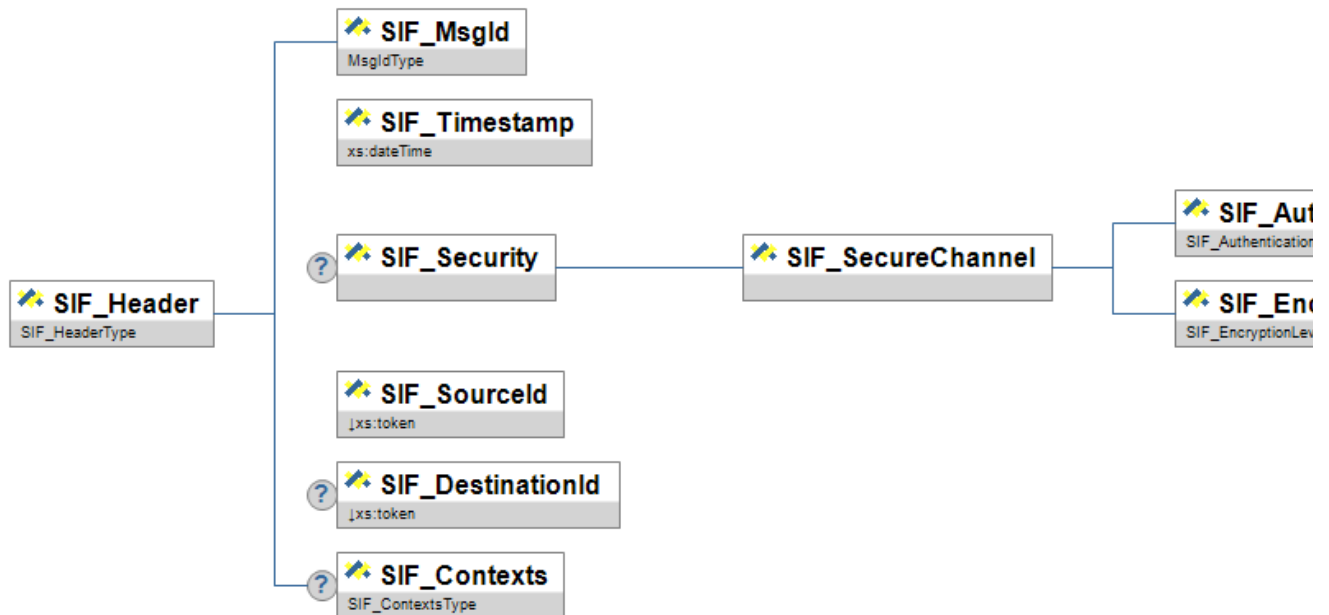 SIF_MsgId
MsgIdType
SIF_Timestamp
xs:dateTime
? SIF_Security
SIF_SecureChannel
SIF_Aut
SIF_Authentication
SIF_Header
SIF_HeaderType
SIF_Enc
SIF_EncryptionLev
SIF_SourceId
↓xs:token
? SIF_DestinationId
↓xs:token
? SIF_Contexts
SIF_ContextsType